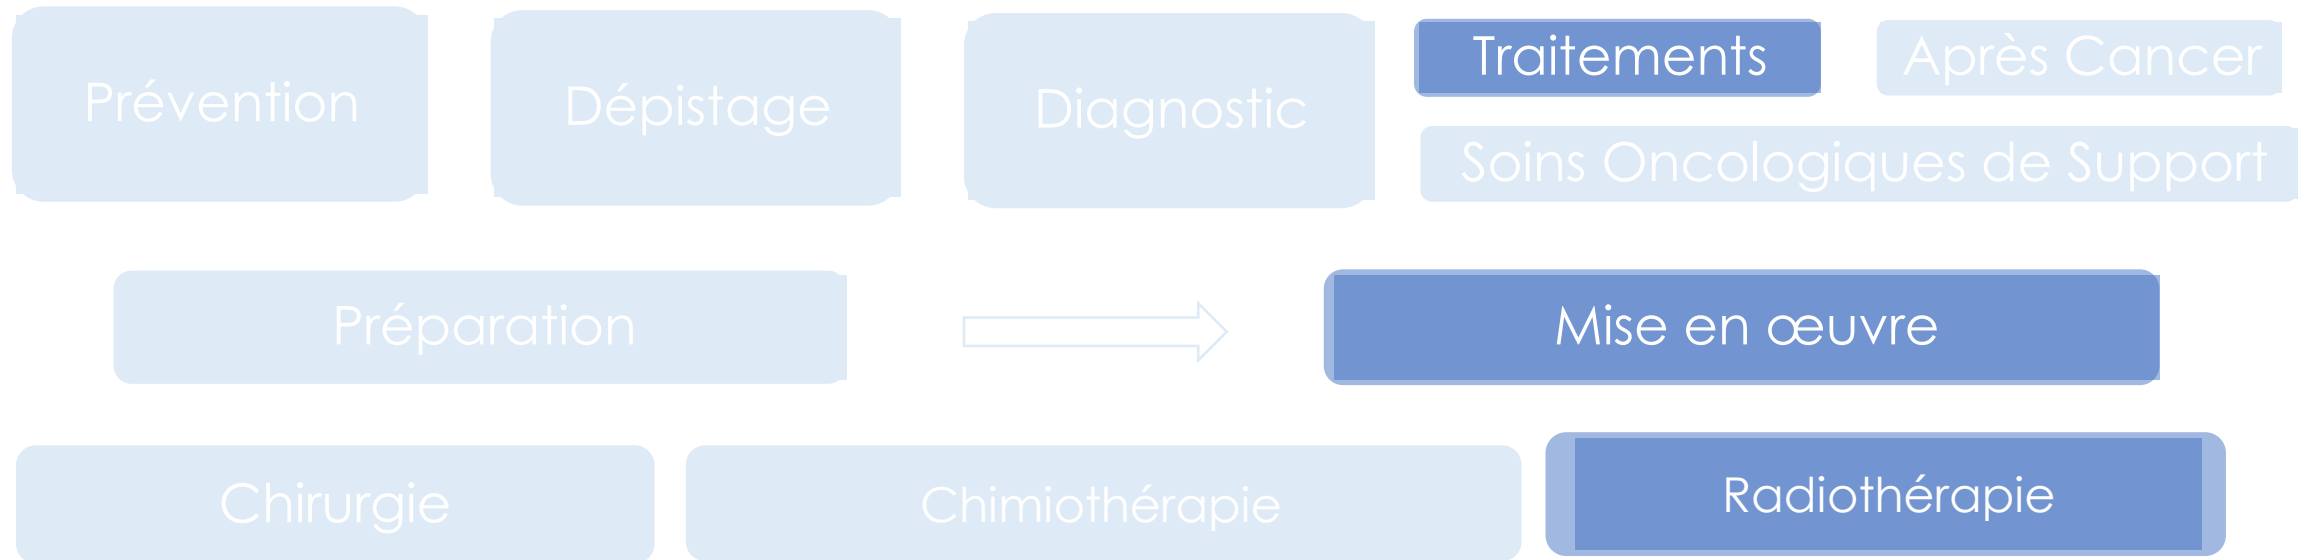 Prévention
Dépistage
Diagnostic
Traitements
Après Cancer
Soins Oncologiques de Support
Préparation
Mise en œuvre
Chirurgie
Chimiothérapie
Radiothérapie